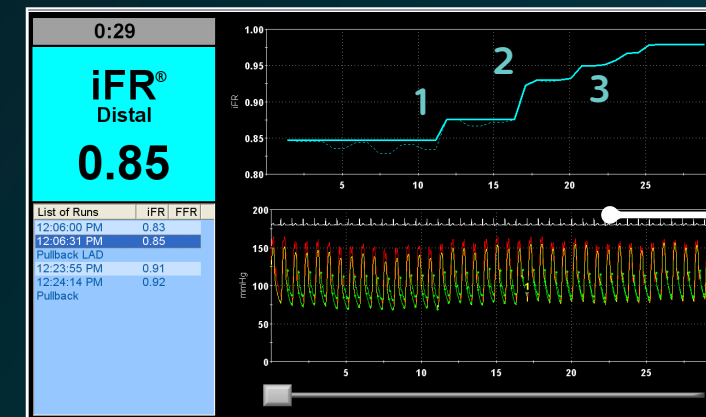 0:29
iFR®
Distal
0.85
List of Runs iFR FFR
12:06:00 PM 0.83
12:06:31 PM 0.85
Pullback LAD
12:23:55 PM 0.91
12:24:14 PM 0.92
Pullback
1.00
0.95
0.90
0.85
0.80
iFR
1
2
3
5 10 15 20 25
200
150
100
50
0
mmHg
1
5 10 15 20 25